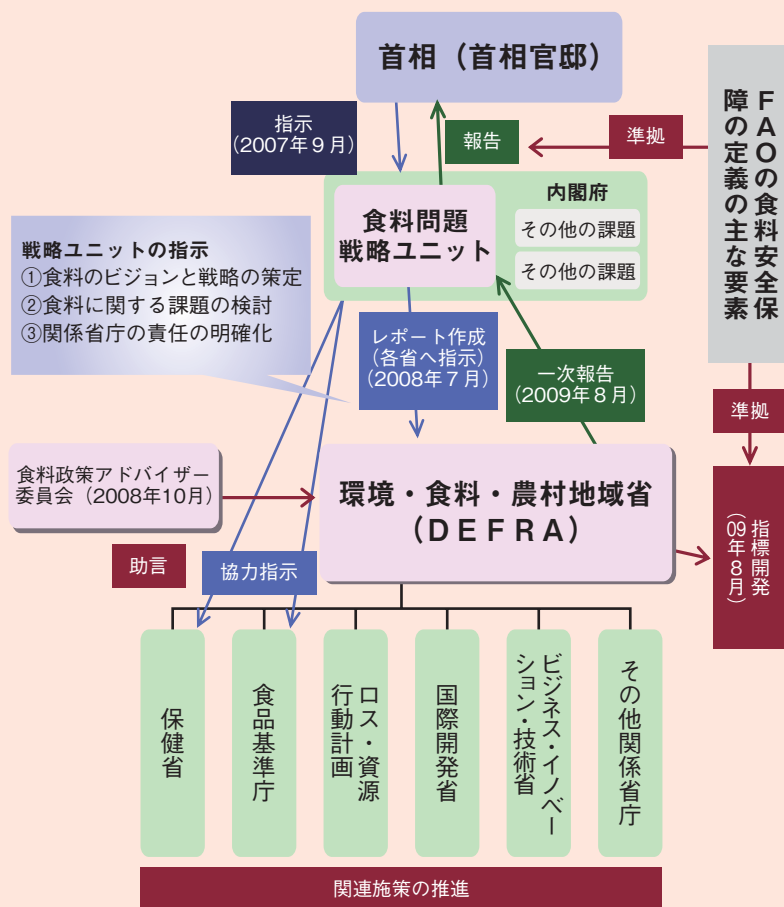 首相（首相官邸）
指示
（2007年９月）
報告
準拠
ＦＡＯの食料安全保
障の定義の主な要素
内閣府
食料問題
戦略ユニット
その他の課題
その他の課題
戦略ユニットの指示
①食料のビジョンと戦略の策定
②食料に関する課題の検討
③関係省庁の責任の明確化
レポート作成
（各省へ指示）
（2008年７月）
一次報告
（2009年８月）
準拠
食料政策アドバイザー
委員会（2008年10月）
環境・食料・農村地域省
（ＤＥＦＲＡ）
指標開発
（09年８月）
助言
協力指示
保健省
食品基準庁
ロス・資源
行動計画
国際開発省
ビジネス・イノベー
ション・技術省
その他関係省庁
関連施策の推進